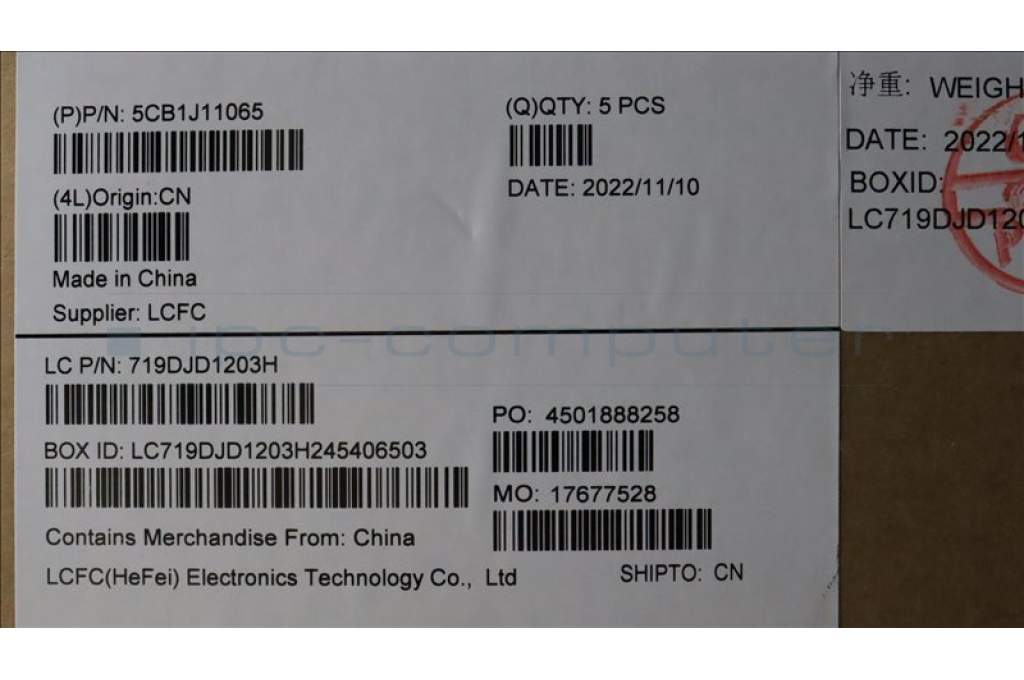 (P)P/N: 5CB1J11065
(Q)QTY: 5 PCS
(4L)Origin:CN
DATE: 2022/11/10
Made in China
Supplier: LCFC
净重: WEIGH
DATE: 2022/1
BOXID:
LC719DJD120
ipc-computer
LC P/N: 719DJD1203H
PO: 4501888258
BOX ID: LC719DJD1203H245406503
MO: 17677528
Contains Merchandise From: China
LCFC(HeFei) Electronics Technology Co., Ltd
SHIPTO: CN